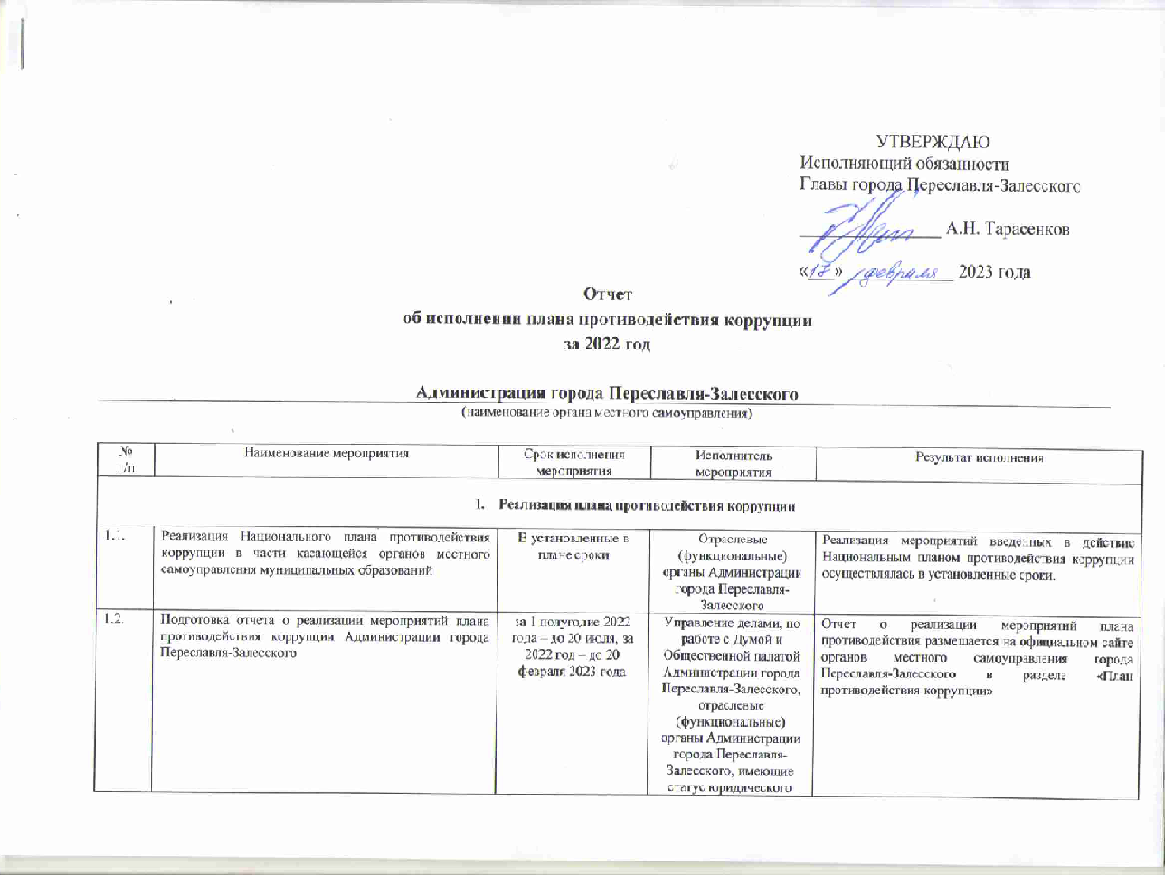 УТВЕРЖДАЮ
Исполняющий обязанности
Главы города Переславля-Залесского
А.Н. Тарасенков
«17» февраля 2023 года
Отчет
об исполнении плана противодействия коррупции
за 2022 год
Администрация города Переславля-Залесского
(наименование органа местного самоуправления)
№
/п
Наименование мероприятия
Срок исполнения
мероприятия
Исполнитель
мероприятия
Результат исполнения
1. Реализация плана противодействия коррупции
1.1.
Реализация Национального плана противодействия
коррупции в части касающейся органов местного
самоуправления муниципальных образований
В установленные в
плане сроки
Отраслевые
(функциональные)
органы Администрации
города Переславля-
Залесского
Реализация мероприятий введенных в действие
Национальным планом противодействия коррупции
осуществлялась в установленные сроки.
1.2.
Подготовка отчета о реализации мероприятий плана
противодействия коррупции Администрации города
Переславля-Залесского
за 1 полугодие 2022
года – до 20 июля, за
2022 год – до 20
февраля 2023 года
Управление делами, по
работе с Думой и
Общественной палатой
Администрации города
Переславля-Залесского,
отраслевые
(функциональные)
органы Администрации
города Переславля-
Залесского, имеющие
статус юридического
Отчет о реализации мероприятий плана
противодействия размещается на официальном сайте
органов местного самоуправления города
Переславля-Залесского в разделе «План
противодействия коррупции»